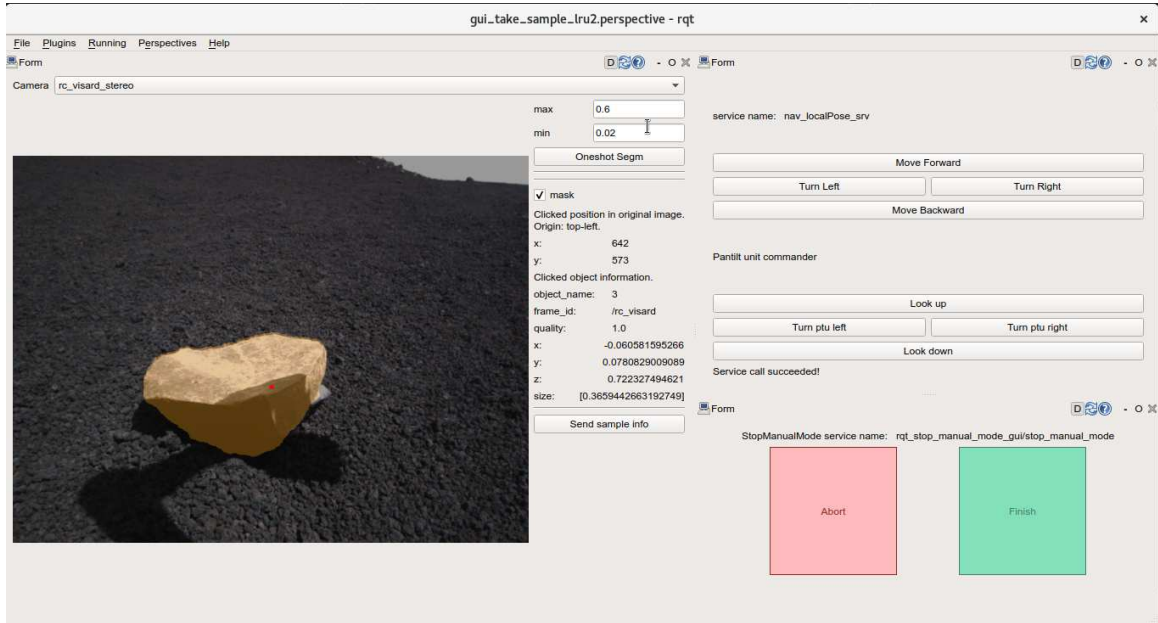 gui_take_sample_lru2.perspective - rqt
File Plugins Running Perspectives Help
Form
D - O
Camera rc_visard_stereo
max 0.6
min 0.02
Oneshot Segm
mask
Clicked position in original image.
Origin: top-left.
x: 642
y: 573
Clicked object information.
object_name: 3
frame_id: /rc_visard
quality: 1.0
x: -0.060581595266
y: 0.0780829009089
z: 0.722327494621
size: [0.3659442663192749]
Send sample info
Form
D - O
service name: nav_localPose_srv
Move Forward
Turn Left Turn Right
Move Backward
Pantilt unit commander
Look up
Turn ptu left Turn ptu right
Look down
Service call succeeded!
Form
D - O
StopManualMode service name: rqt_stop_manual_mode_gui/stop_manual_mode
Abort Finish